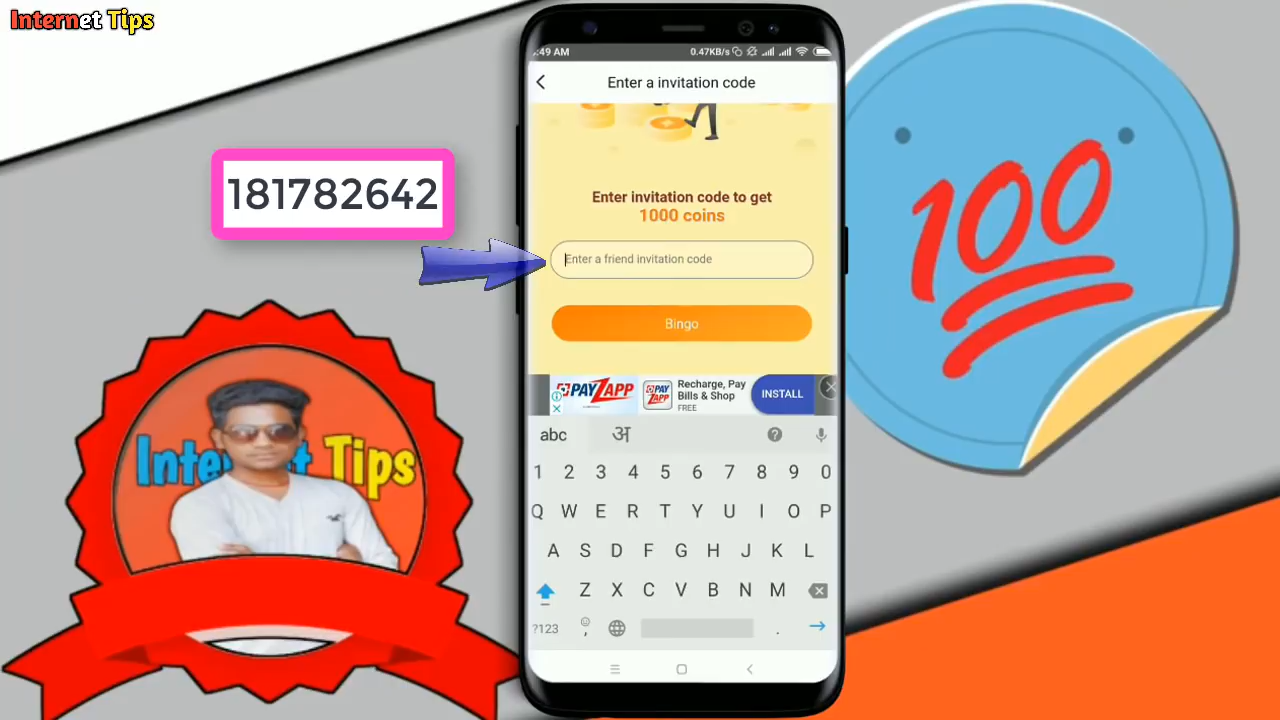 Internet Tips
:49 AM
0.47KB/s
Enter a invitation code
181782642
Enter invitation code to get
1000 coins
Enter a friend invitation code
Bingo
PAYZAPP
PAY
ZAPP
Recharge, Pay
Bills & Shop
FREE
INSTALL
100
Internet Tips
abc
अ
1 2 3 4 5 6 7 8 9 0
Q W E R T Y U I O P
A S D F G H J K L
Z X C V B N M
?123 , .